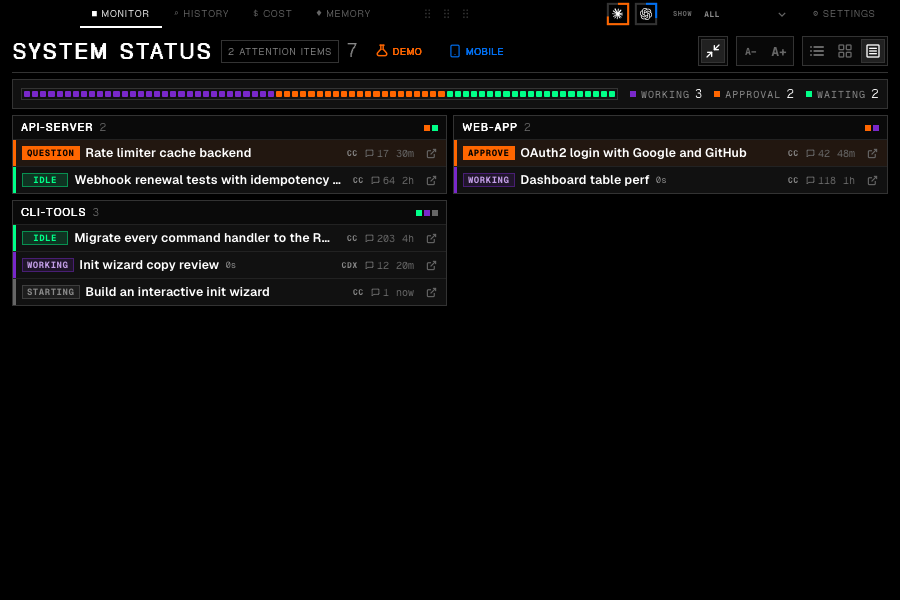 MONITOR HISTORY $ COST MEMORY SHOW ALL SETTINGS
SYSTEM STATUS 2 ATTENTION ITEMS 7 DEMO MOBILE A- A+
WORKING 3 APPROVAL 2 WAITING 2
API-SERVER 2
QUESTION Rate limiter cache backend CC 17 30m
IDLE Webhook renewal tests with idempotency … CC 64 2h
WEB-APP 2
APPROVE OAuth2 login with Google and GitHub CC 42 48m
WORKING Dashboard table perf 0s CC 118 1h
CLI-TOOLS 3
IDLE Migrate every command handler to the R… CC 203 4h
WORKING Init wizard copy review 0s CDX 12 20m
STARTING Build an interactive init wizard CC 1 now